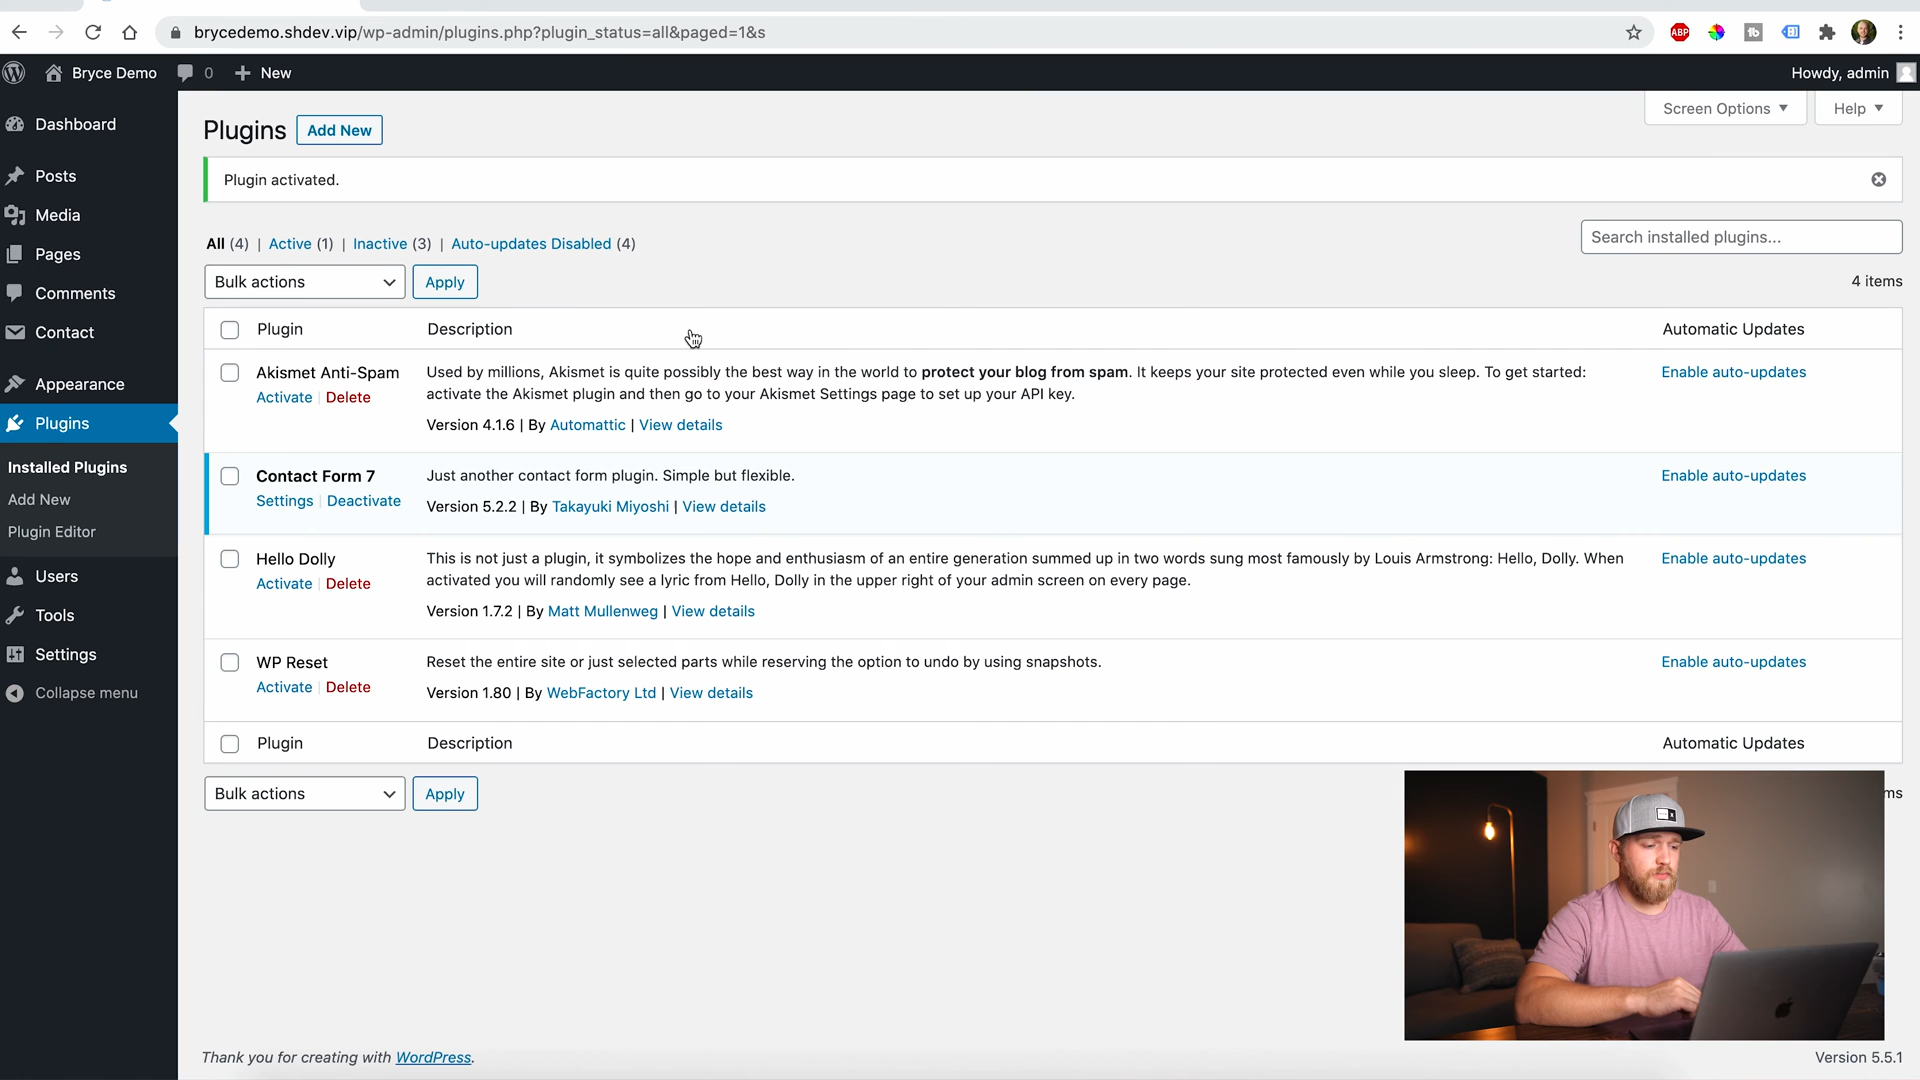 brycedemo.shdev.vip/wp-admin/plugins.php?plugin_status=all&paged=1&s
ABP
Bryce Demo
0
New
Howdy, admin
Screen Options
Help
Dashboard
Posts
Media
Pages
Comments
Contact
Appearance
Plugins
Installed Plugins
Add New
Plugin Editor
Users
Tools
Settings
Collapse menu
Plugins
Add New
Plugin activated.
All (4) | Active (1) | Inactive (3) | Auto-updates Disabled (4)
Search installed plugins...
Bulk actions
Apply
4 items
Plugin
Description
Automatic Updates
Akismet Anti-Spam
Activate | Delete
Used by millions, Akismet is quite possibly the best way in the world to protect your blog from spam. It keeps your site protected even while you sleep. To get started:
activate the Akismet plugin and then go to your Akismet Settings page to set up your API key.
Version 4.1.6 | By Automattic | View details
Enable auto-updates
Contact Form 7
Settings | Deactivate
Just another contact form plugin. Simple but flexible.
Version 5.2.2 | By Takayuki Miyoshi | View details
Enable auto-updates
Hello Dolly
Activate | Delete
This is not just a plugin, it symbolizes the hope and enthusiasm of an entire generation summed up in two words sung most famously by Louis Armstrong: Hello, Dolly. When
activated you will randomly see a lyric from Hello, Dolly in the upper right of your admin screen on every page.
Version 1.7.2 | By Matt Mullenweg | View details
Enable auto-updates
WP Reset
Activate | Delete
Reset the entire site or just selected parts while reserving the option to undo by using snapshots.
Version 1.80 | By WebFactory Ltd | View details
Enable auto-updates
Plugin
Description
Automatic Updates
Bulk actions
Apply
ms
Thank you for creating with WordPress.
Version 5.5.1